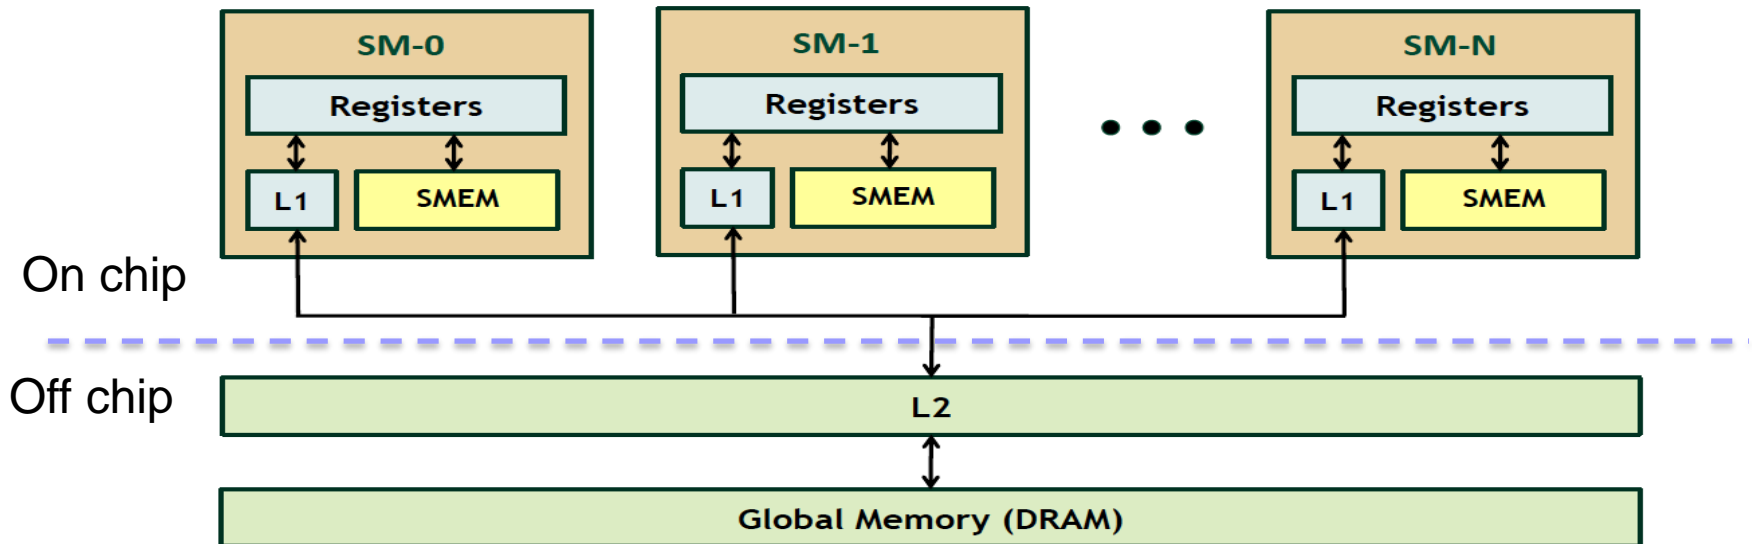 SM-0
Registers
L1
SMEM
SM-1
Registers
L1
SMEM
SM-N
Registers
L1
SMEM
On chip
Off chip
L2
Global Memory (DRAM)